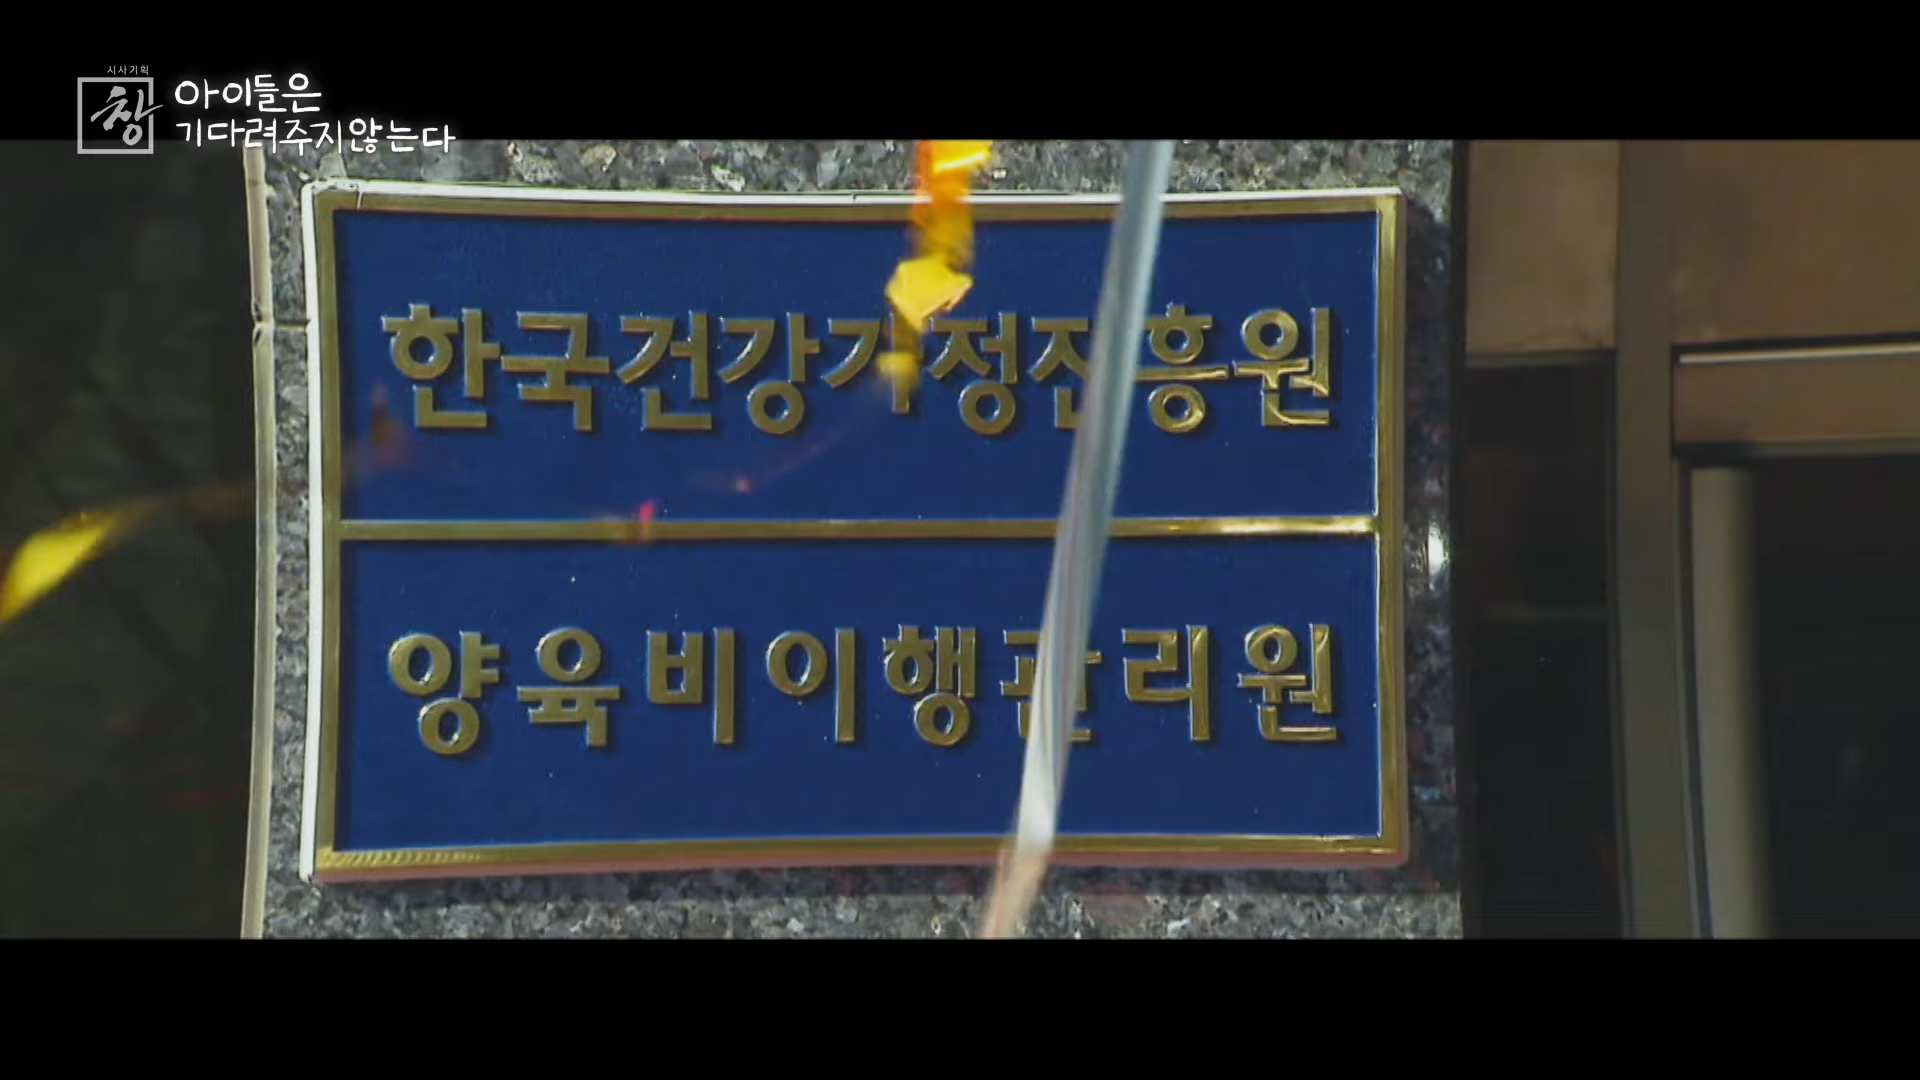 시사기획
창
아이들은
기다려주지않는다
한국건강가정진흥원
양육비이행관리원